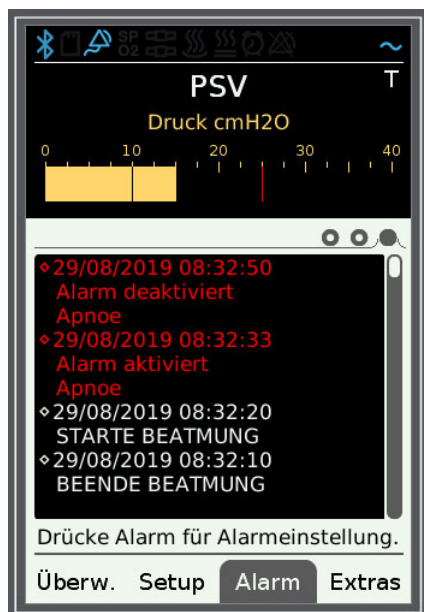 SP
O2
PSV
T
Druck cmH2O
0 10 20 30 40
29/08/2019 08:32:50
Alarm deaktiviert
Apnoe
29/08/2019 08:32:33
Alarm aktiviert
Apnoe
29/08/2019 08:32:20
STARTE BEATMUNG
29/08/2019 08:32:10
BEENDE BEATMUNG
Drücke Alarm für Alarmeinstellung.
Überw. Setup Alarm Extras